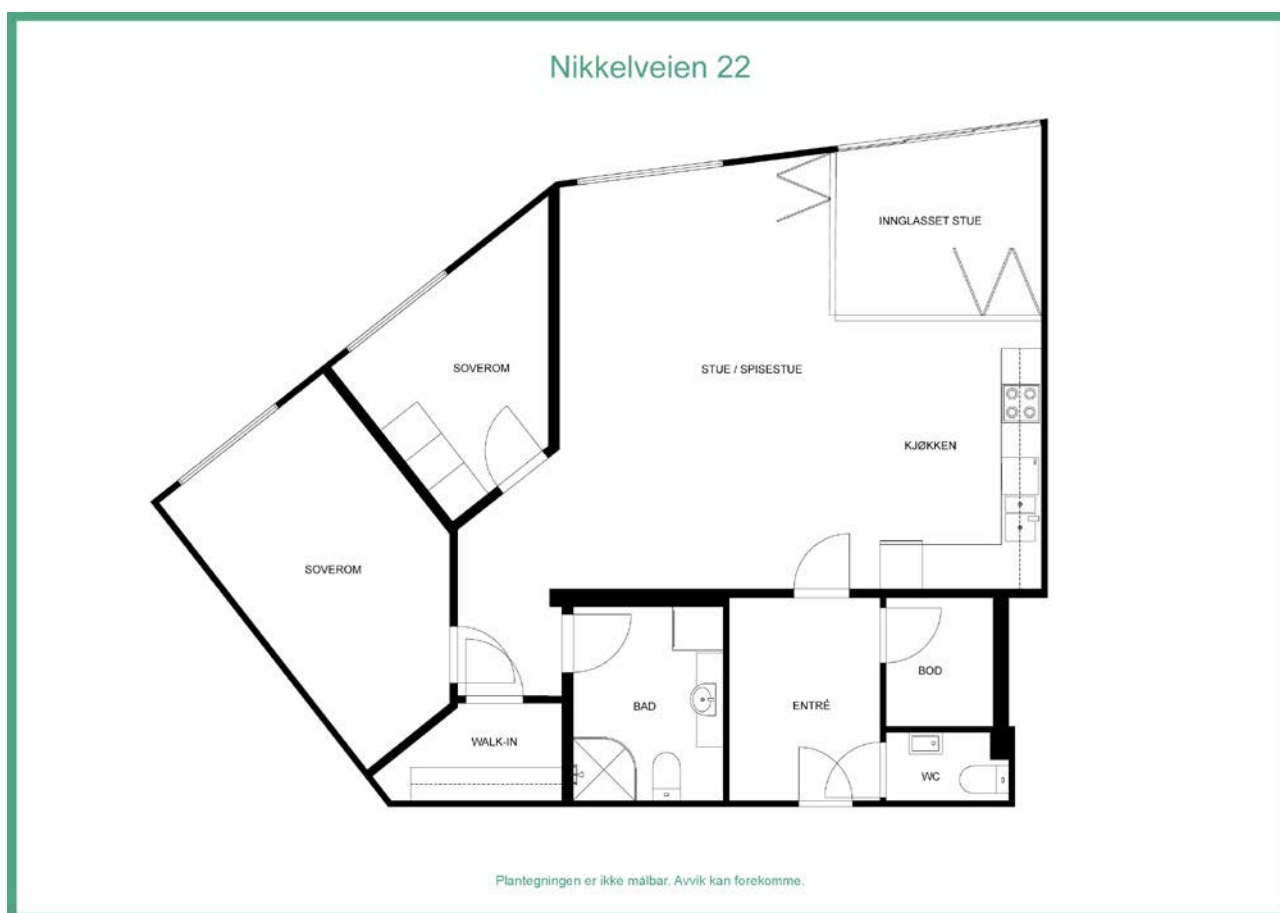 Nikkelveien 22
INNGLASSET STUE
SOVEROM
STUE / SPISESTUE
KJØKKEN
SOVEROM
BOD
BAD
ENTRÊ
WALK-IN
WC
Plantegningen er ikke målbar. Avvik kan forekomme.